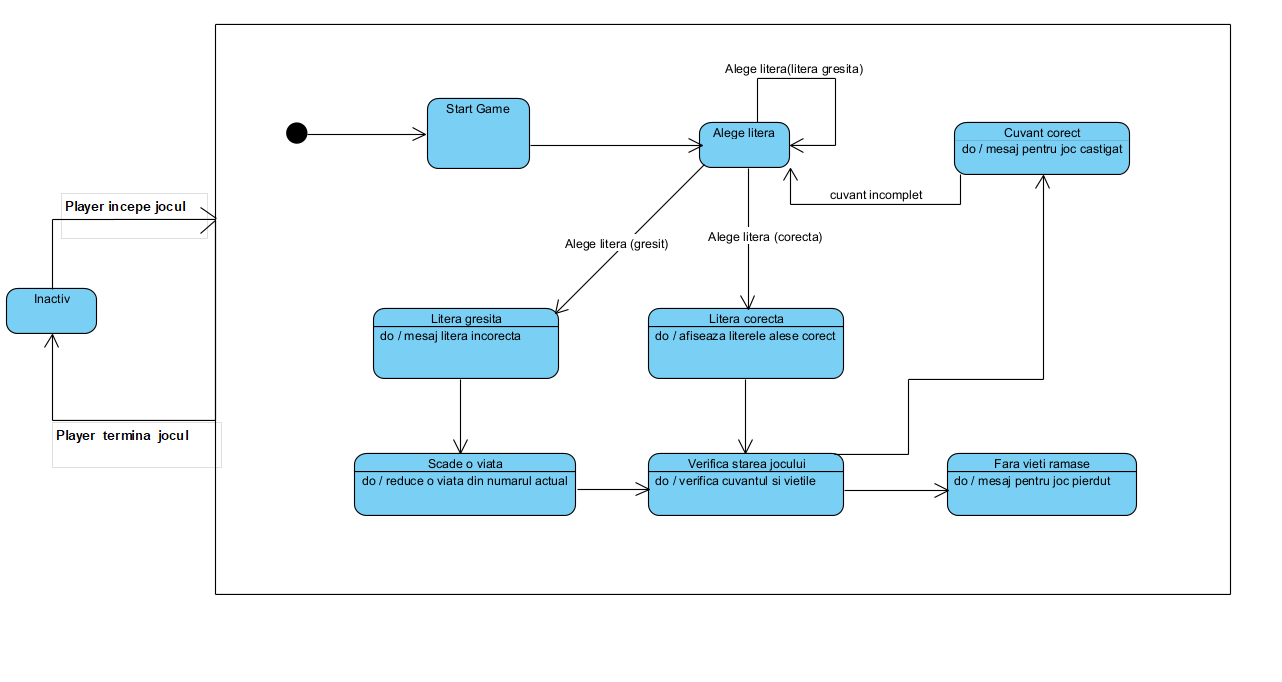 Alege litera(litera gresita)
Start Game
Alege litera
Cuvant corect
do / mesaj pentru joc castigat
cuvant incomplet
Player incepe jocul
Alege litera (gresit)
Alege litera (corecta)
Inactiv
Litera gresita
do / mesaj litera incorecta
Litera corecta
do / afiseaza literele alese corect
Player termina jocul
Scade o viata
do / reduce o viata din numarul actual
Verifica starea jocului
do / verifica cuvantul si vietile
Fara vieti ramase
do / mesaj pentru joc pierdut